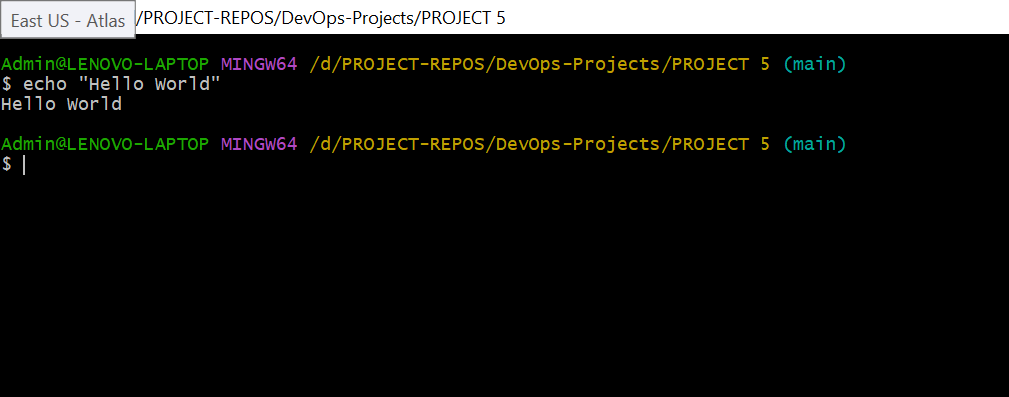 East US - Atlas /PROJECT-REPOS/DevOps-Projects/PROJECT 5
Admin@LENOVO-LAPTOP MINGW64 /d/PROJECT-REPOS/DevOps-Projects/PROJECT 5 (main)
$ echo "Hello World"
Hello World
Admin@LENOVO-LAPTOP MINGW64 /d/PROJECT-REPOS/DevOps-Projects/PROJECT 5 (main)
$